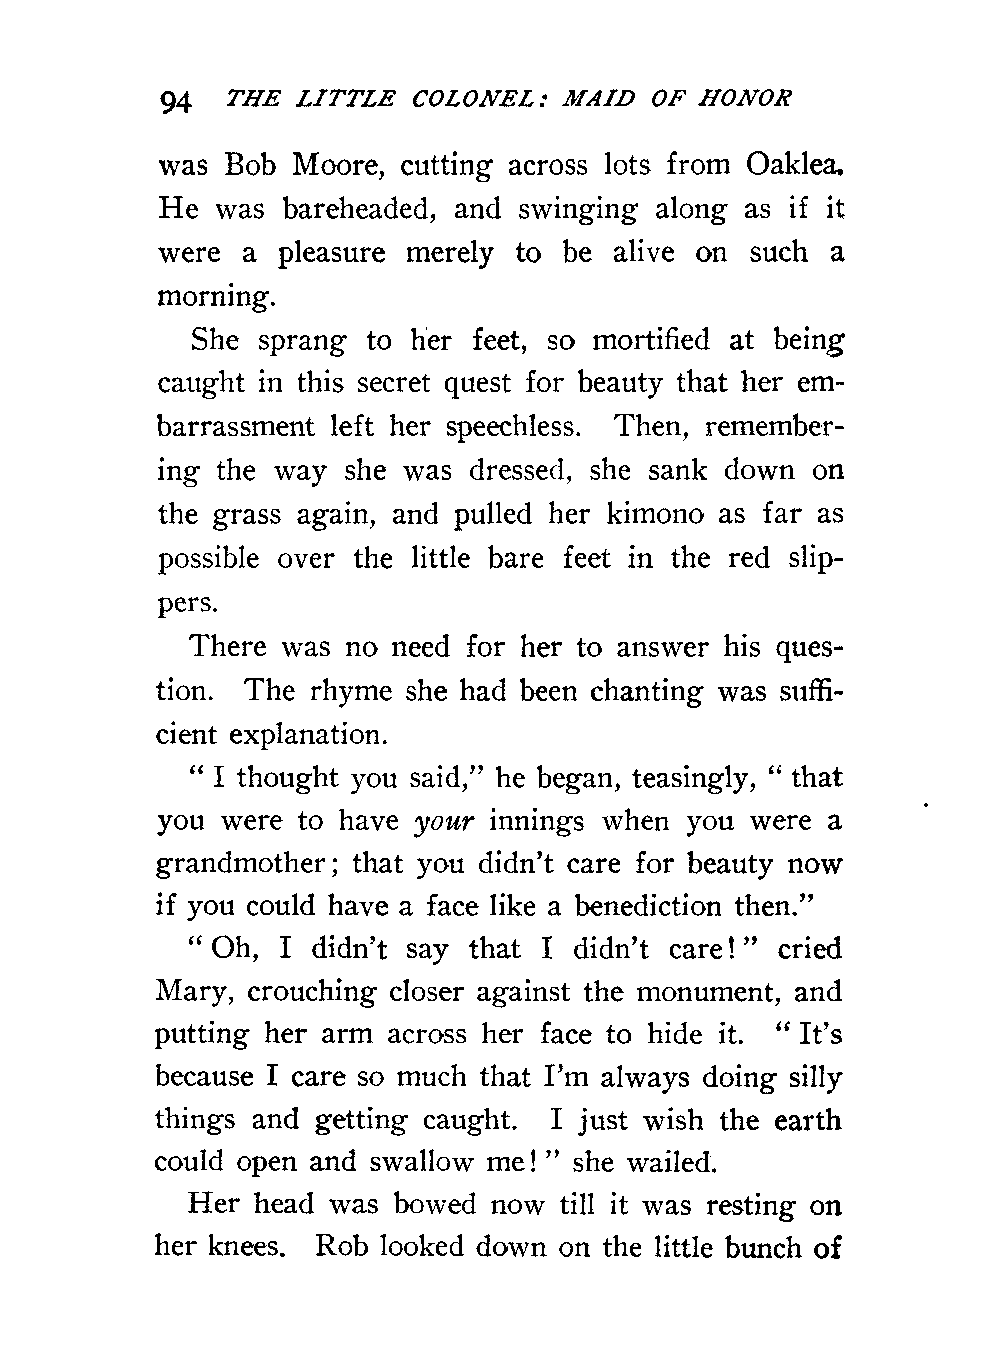 94 THE LITTLE COLONEL: MAID OF HONOR
was Bob Moore, cutting across lots from Oaklea.
He was bareheaded, and swinging along as if it
were a pleasure merely to be alive on such a
morning.
She sprang to her feet, so mortified at being
caught in this secret quest for beauty that her em-
barrassment left her speechless. Then, remember-
ing the way she was dressed, she sank down on
the grass again, and pulled her kimono as far as
possible over the little bare feet in the red slip-
pers.
There was no need for her to answer his ques-
tion. The rhyme she had been chanting was suffi-
cient explanation.
“ I thought you said,” he began, teasingly, “ that
you were to have your innings when you were a
grandmother; that you didn’t care for beauty now
if you could have a face like a benediction then.”
“ Oh, I didn’t say that I didn’t care! ” cried
Mary, crouching closer against the monument, and
putting her arm across her face to hide it. “ It’s
because I care so much that I’m always doing silly
things and getting caught. I just wish the earth
could open and swallow me! ” she wailed.
Her head was bowed now till it was resting on
her knees. Rob looked down on the little bunch of